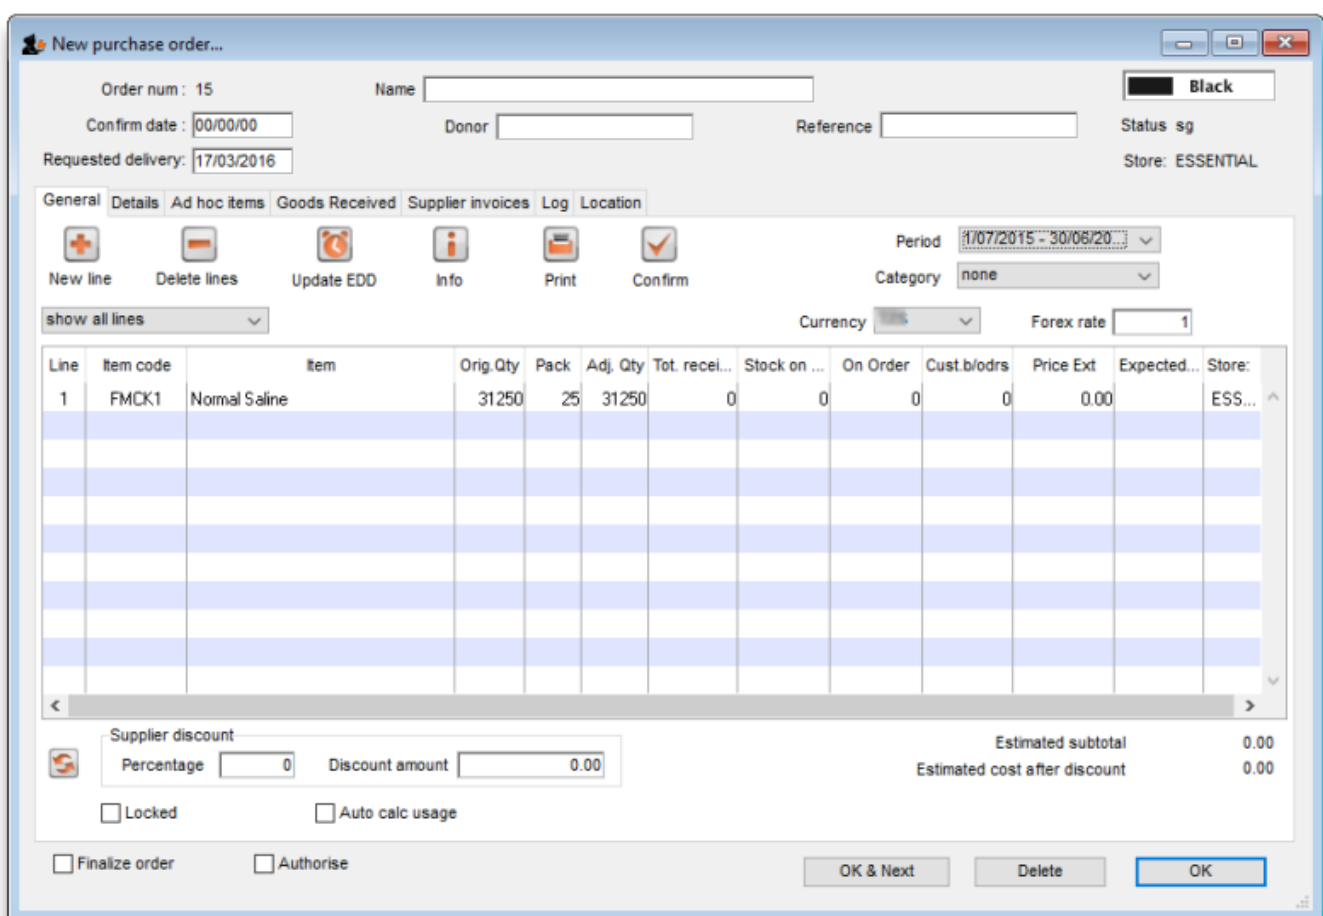 New purchase order...
Order num : 15
Name
Black
Confirm date : 00/00/00
Donor
Reference
Status sg
Requested delivery: 17/03/2016
Store: ESSENTIAL
General Details Ad hoc items Goods Received Supplier invoices Log Location
New line Delete lines Update EDD Info Print Confirm
Period 1/07/2015 - 30/06/20...
Category none
show all lines
Currency
Forex rate 1
Line Item code Item Orig.Qty Pack Adj. Qty Tot. recei... Stock on ... On Order Cust.b/odrs Price Ext Expected... Store:
1 FMCK1 Normal Saline 31250 25 31250 0 0 0 0 0.00 ESS...
Supplier discount
Percentage 0 Discount amount 0.00
Estimated subtotal 0.00
Estimated cost after discount 0.00
Locked Auto calc usage
Finalize order Authorise
OK & Next Delete OK